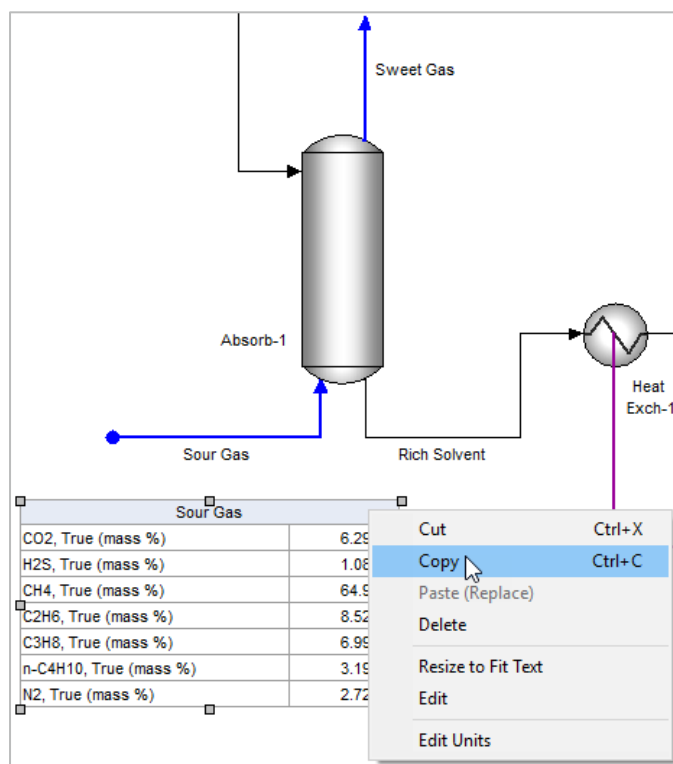 Sweet Gas
Absorb-1
Heat
Exch-1
Sour Gas
Rich Solvent
Sour Gas
CO2, True (mass %) 6.29
H2S, True (mass %) 1.08
CH4, True (mass %) 64.9
C2H6, True (mass %) 8.52
C3H8, True (mass %) 6.99
n-C4H10, True (mass %) 3.19
N2, True (mass %) 2.72
Cut Ctrl+X
Copy Ctrl+C
Paste (Replace)
Delete
Resize to Fit Text
Edit
Edit Units